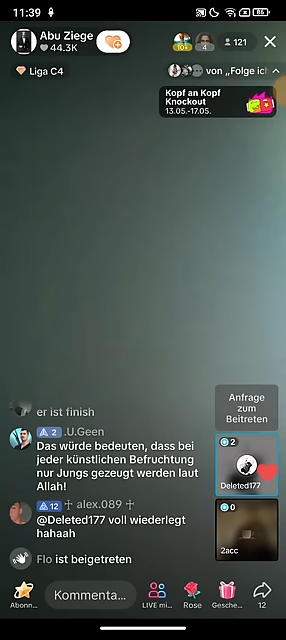 11:39
86
Abu Ziege
44.3K
10+
4
121
Liga C4
von „Folge ich
Kopf an Kopf
Knockout
13.05.-17.05.
er ist finish
Anfrage
zum
Beitreten
2 .U.Geen
Das würde bedeuten, dass bei
jeder künstlichen Befruchtung
nur Jungs gezeugt werden laut
Allah!
2
Deleted177
12 ☥ alex.089 ☥
@Deleted177 voll wiederlegt
hahaah
0
2acc
Flo ist beigetreten
Kommenta...
Abonn...
LIVE mi...
Rose
Gesche...
12